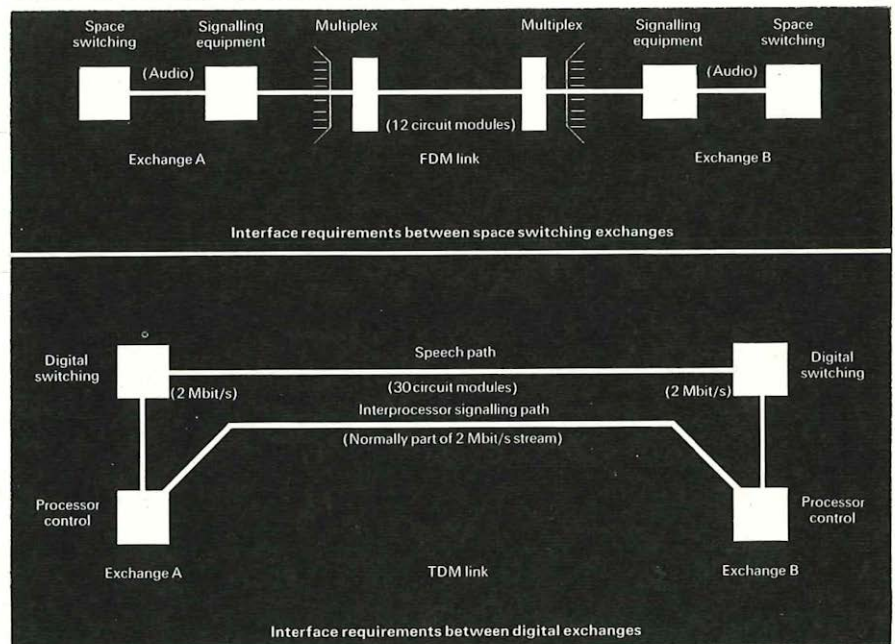 Space
switching
Signalling
equipment
Multiplex
Multiplex
Signalling
equipment
Space
switching
(Audio)
(Audio)
(12 circuit modules)
Exchange A
FDM link
Exchange B
Interface requirements between space switching exchanges
Digital
switching
Speech path
Digital
switching
(2 Mbit/s)
(30 circuit modules)
(2 Mbit/s)
Interprocessor signalling path
(Normally part of 2 Mbit/s stream)
Processor
control
Processor
control
Exchange A
TDM link
Exchange B
Interface requirements between digital exchanges